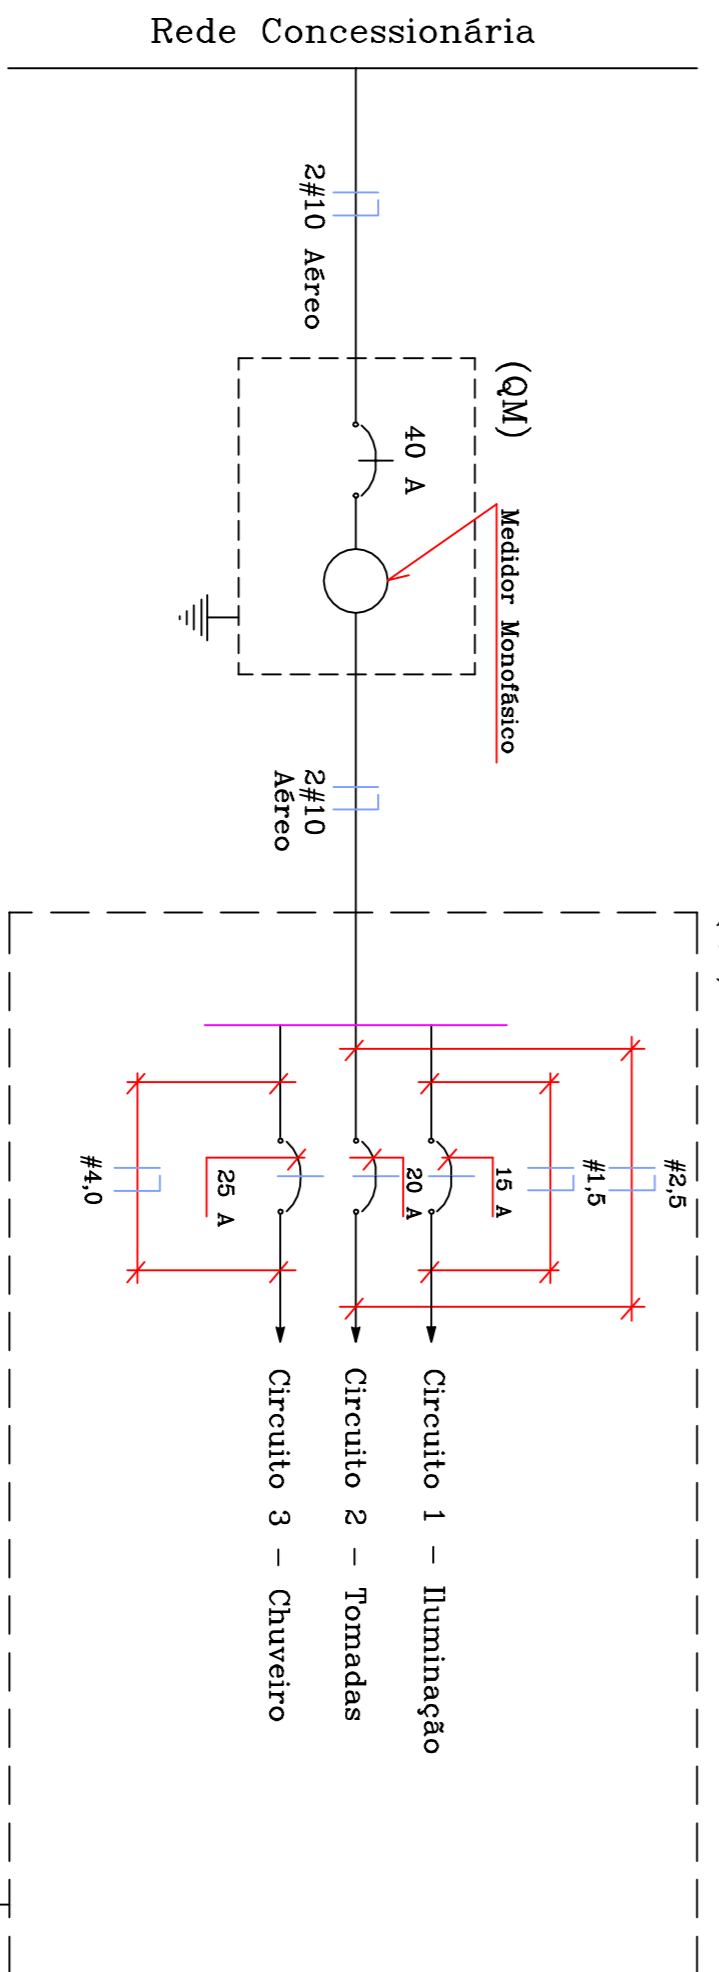 Rede Concessionária
2#10 Aéreo
(QM)
40 A
Medidor Monofásico
2#10
Aéreo
#2,5
#1,5
15 A
20 A
25 A
#4,0
Circuito 1 - Iluminação
Circuito 2 - Tomadas
Circuito 3 - Chuveiro